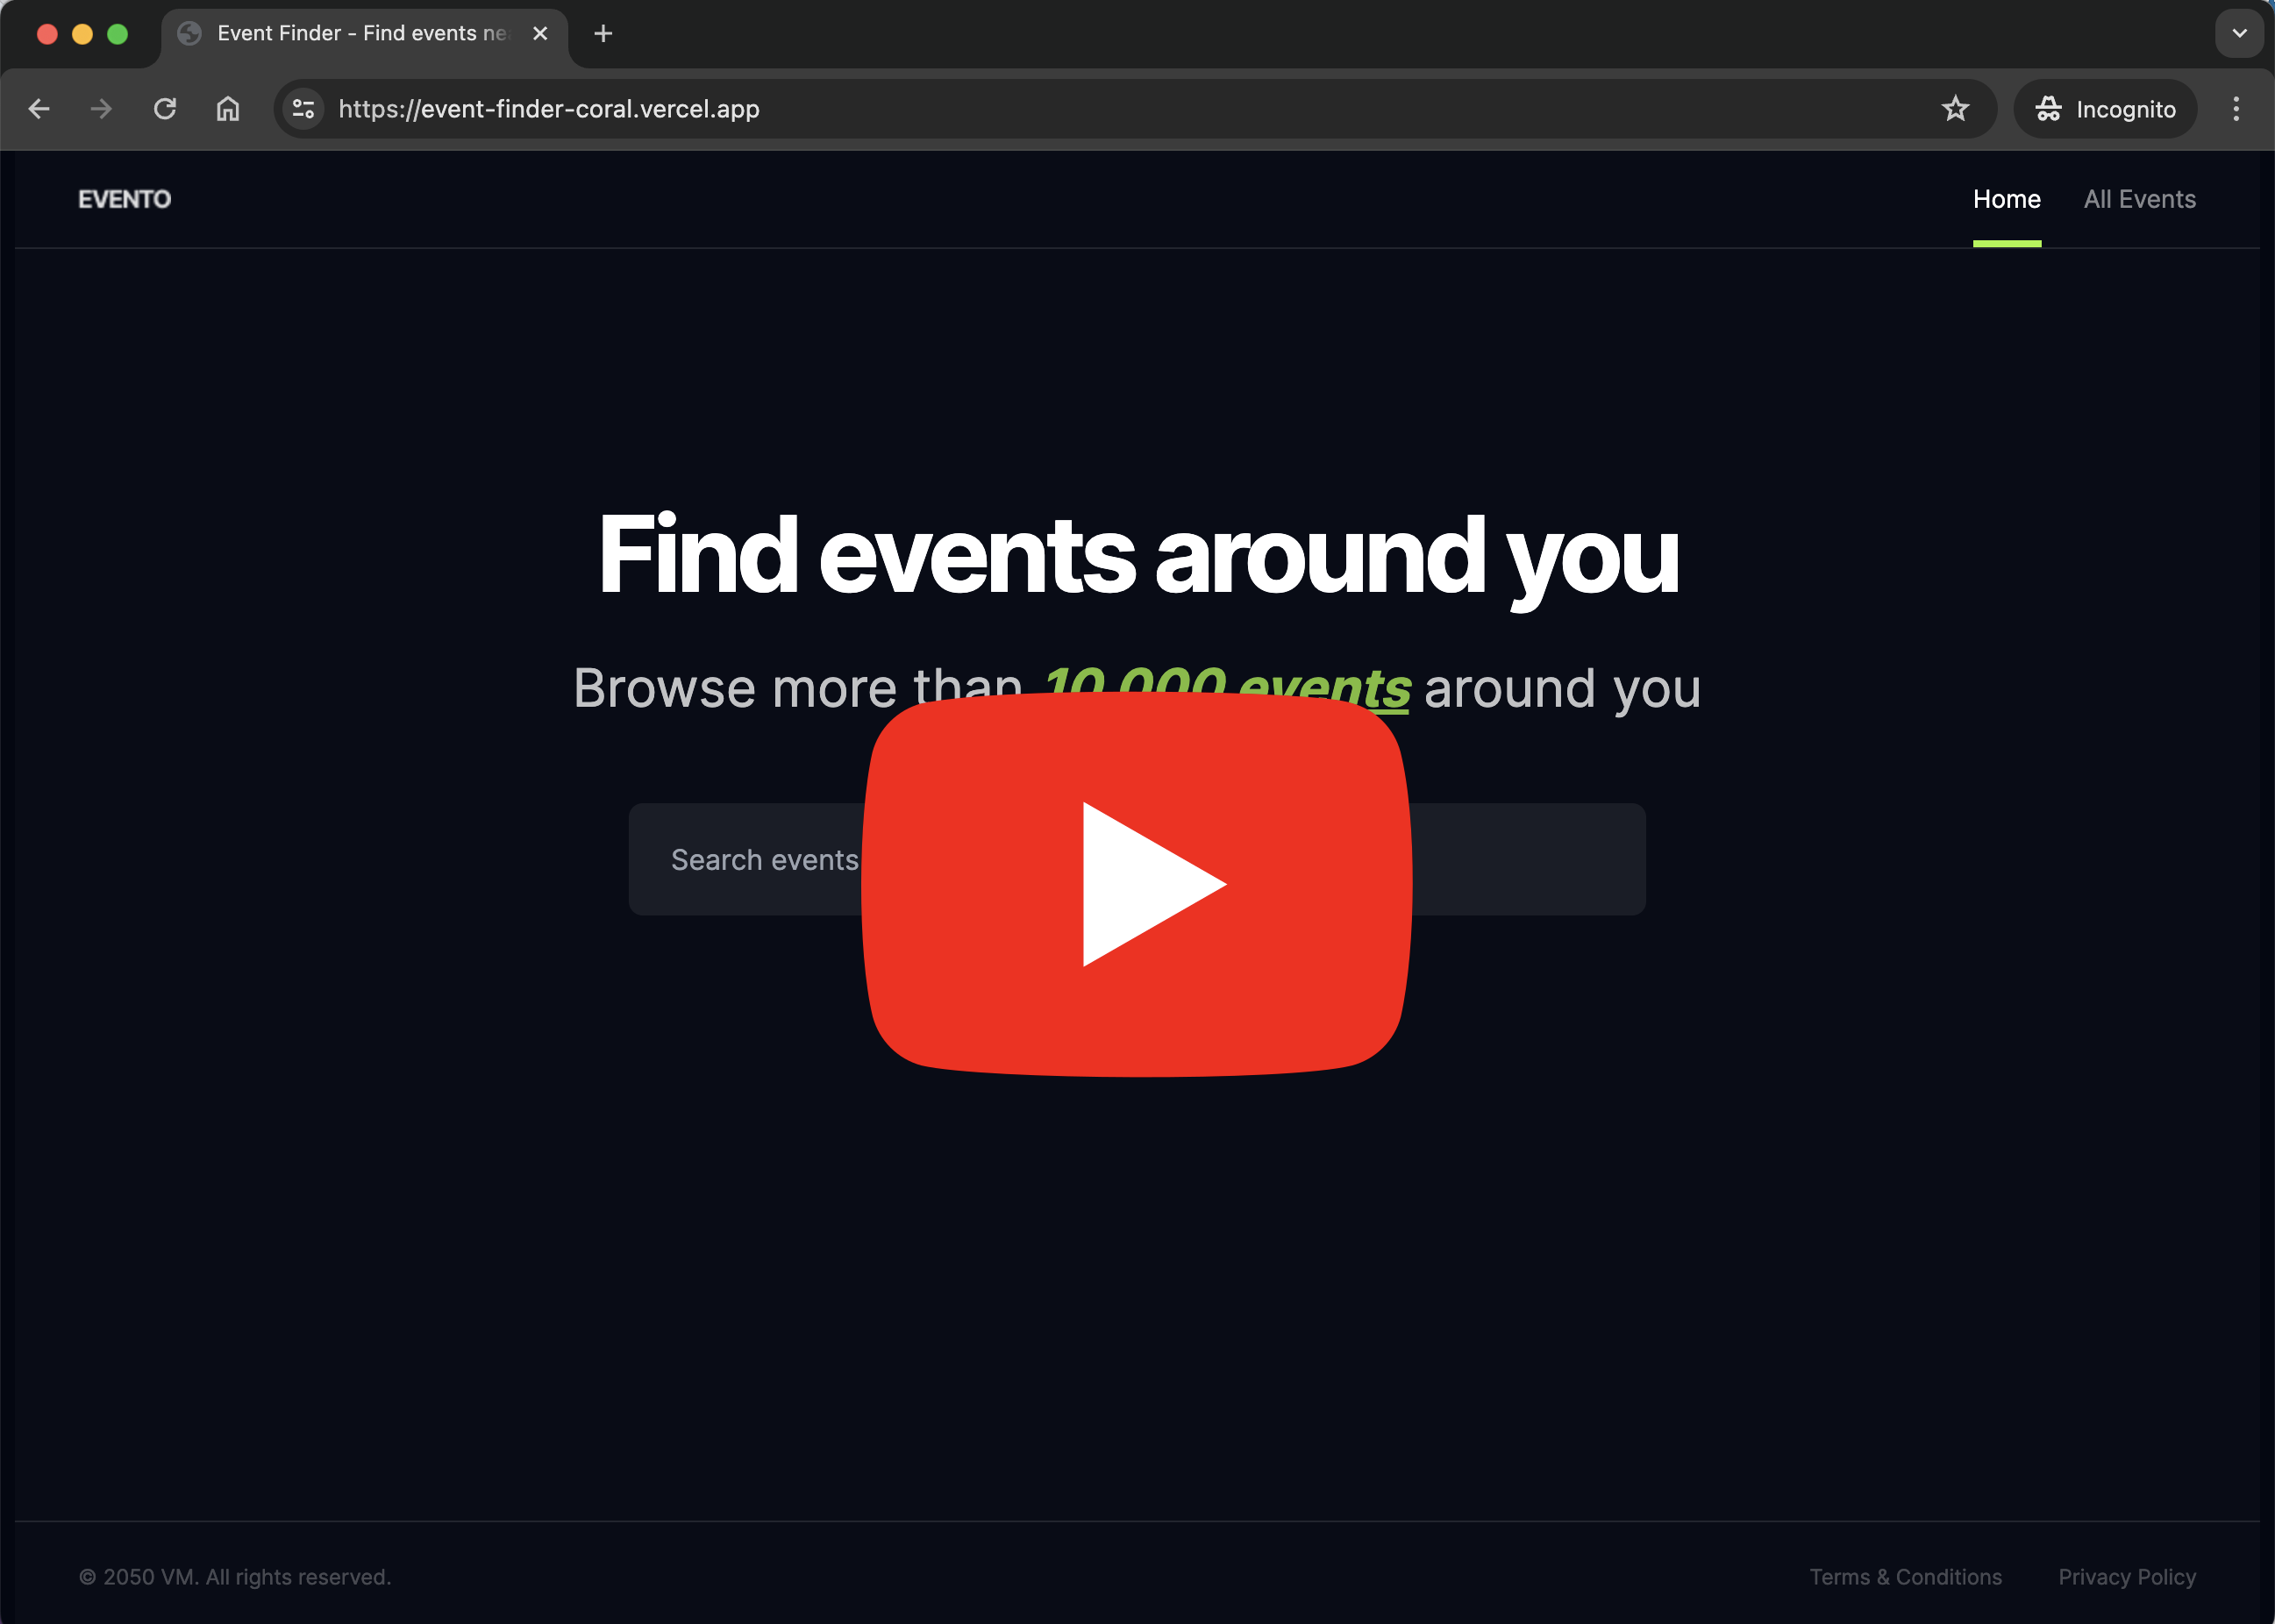 Event Finder - Find events ne
https://event-finder-coral.vercel.app
Incognito
EVENTO
Home
All Events
Find events around you
Browse more than 10,000 events around you
Search events
© 2050 VM. All rights reserved.
Terms & Conditions
Privacy Policy